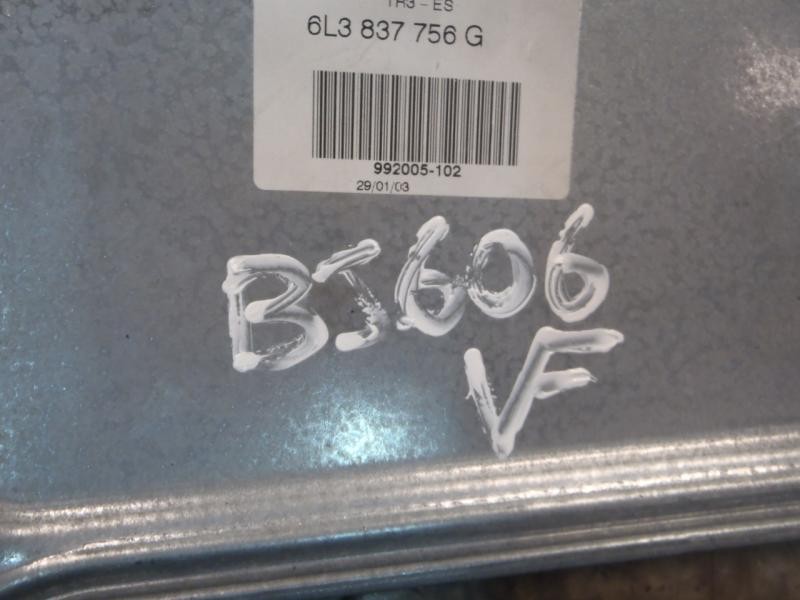 TR3-ES
6L3 837 756 G
992005-102
29/01/03
BJ606
VF